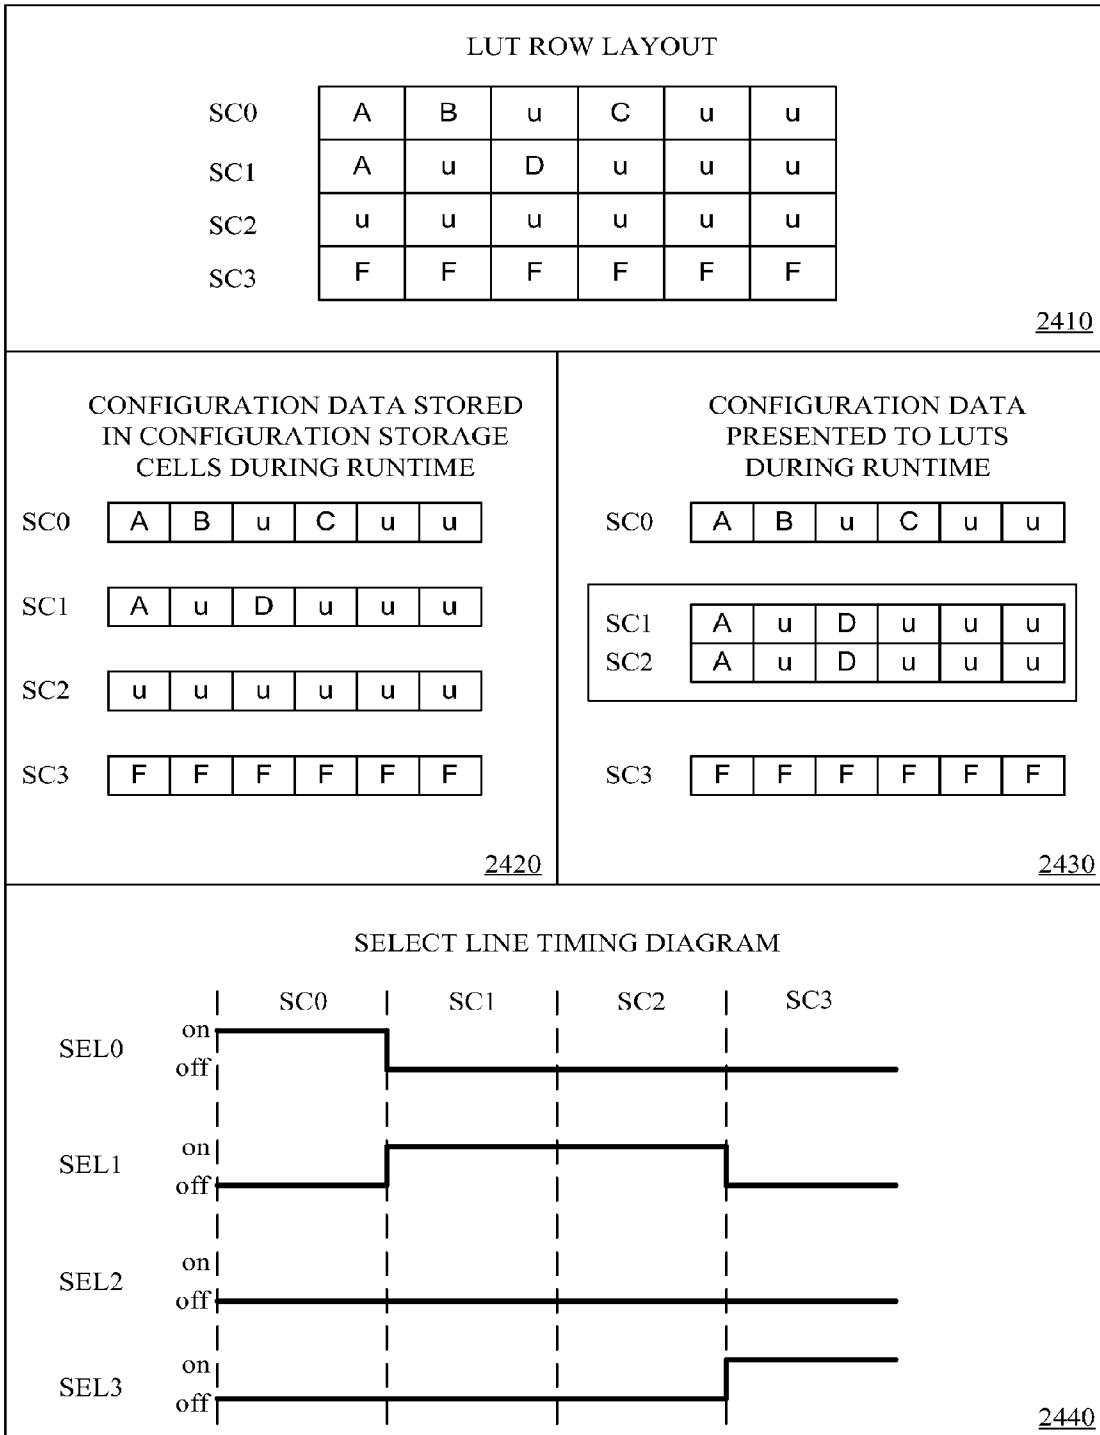 LUT ROW LAYOUT
SC0 A B u C u u
SC1 A u D u u u
SC2 u u u u u u
SC3 F F F F F F
2410
CONFIGURATION DATA STORED
IN CONFIGURATION STORAGE
CELLS DURING RUNTIME
SC0 A B u C u u
SC1 A u D u u u
SC2 u u u u u u
SC3 F F F F F F
2420
CONFIGURATION DATA
PRESENTED TO LUTS
DURING RUNTIME
SC0 A B u C u u
SC1 A u D u u u
SC2 A u D u u u
SC3 F F F F F F
2430
SELECT LINE TIMING DIAGRAM
SC0 SC1 SC2 SC3
SEL0 on
off
SEL1 on
off
SEL2 on
off
SEL3 on
off
2440